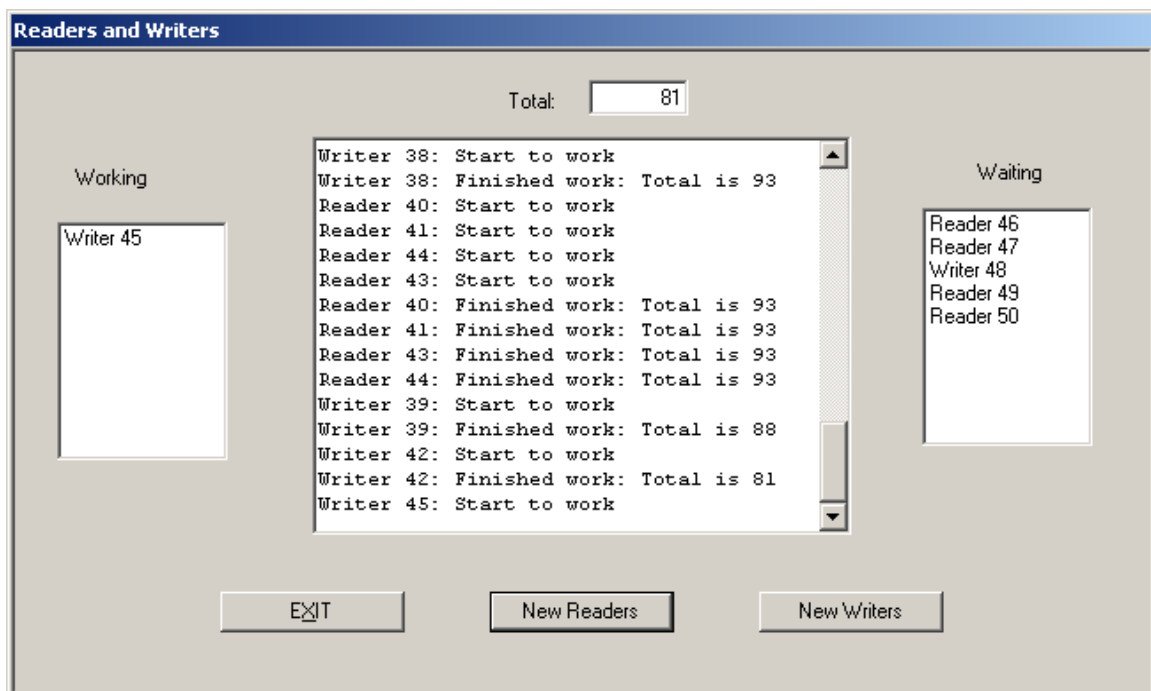 Readers and Writers
Total: 81
Working
Writer 45
Writer 38: Start to work
Writer 38: Finished work: Total is 93
Reader 40: Start to work
Reader 41: Start to work
Reader 44: Start to work
Reader 43: Start to work
Reader 40: Finished work: Total is 93
Reader 41: Finished work: Total is 93
Reader 43: Finished work: Total is 93
Reader 44: Finished work: Total is 93
Writer 39: Start to work
Writer 39: Finished work: Total is 88
Writer 42: Start to work
Writer 42: Finished work: Total is 81
Writer 45: Start to work
Waiting
Reader 46
Reader 47
Writer 48
Reader 49
Reader 50
EXIT
New Readers
New Writers